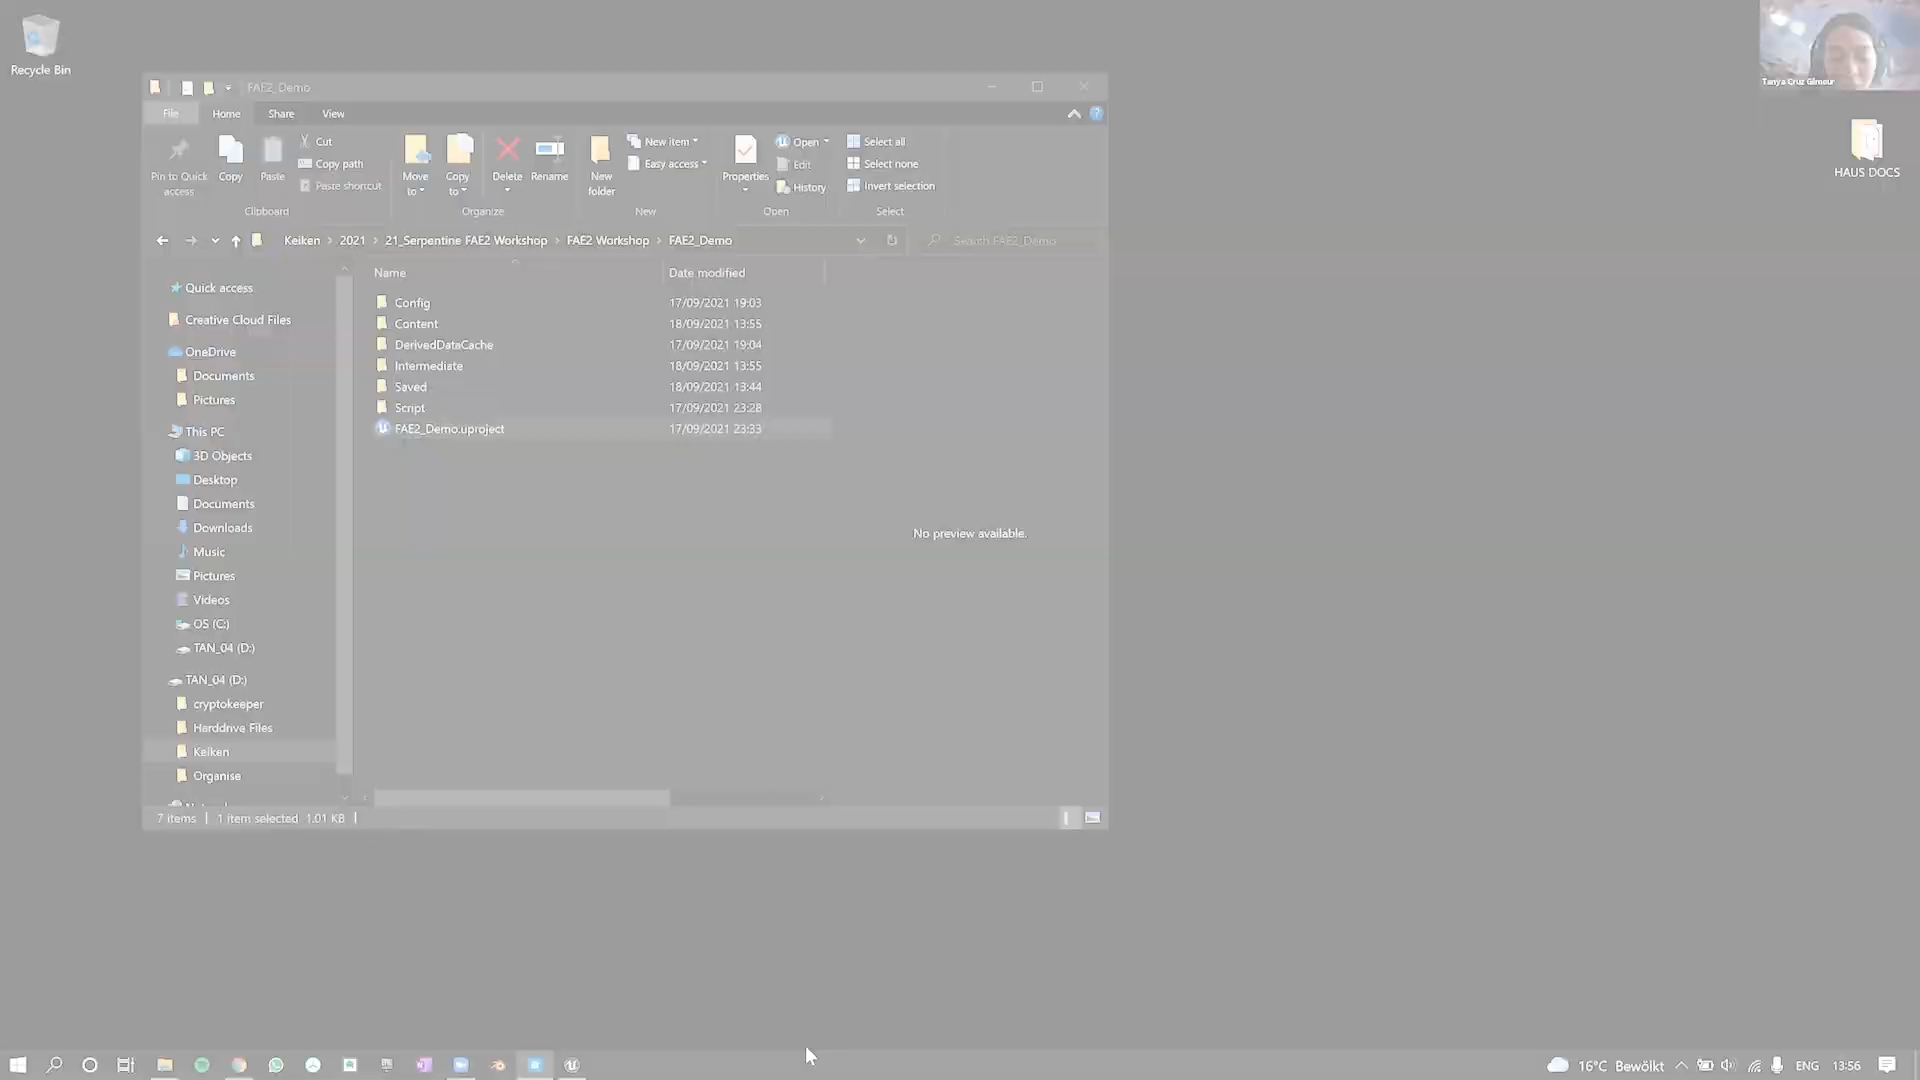 Recycle Bin
Tanya Cruz Gilmour
HAUS DOCS
FAE2_Demo
File Home Share View
Pin to Quick access
Copy
Paste
Cut
Copy path
Paste shortcut
Clipboard
Move to
Copy to
Delete
Rename
Organize
New folder
New item
Easy access
New
Properties
Open
Edit
History
Open
Select all
Select none
Invert selection
Select
Keiken > 2021 > 21_Serpentine FAE2 Workshop > FAE2 Workshop > FAE2_Demo
Search FAE2_Demo
Quick access
Creative Cloud Files
OneDrive
Documents
Pictures
This PC
3D Objects
Desktop
Documents
Downloads
Music
Pictures
Videos
OS (C:)
TAN_04 (D:)
TAN_04 (D:)
cryptokeeper
Harddrive Files
Keiken
Organise
Name Date modified
Config 17/09/2021 19:03
Content 18/09/2021 13:55
DerivedDataCache 17/09/2021 19:04
Intermediate 18/09/2021 13:55
Saved 18/09/2021 13:44
Script 17/09/2021 23:28
FAE2_Demo.uproject 17/09/2021 23:33
No preview available.
7 items 1 item selected 1.01 KB
16°C Bewölkt ENG 13:56